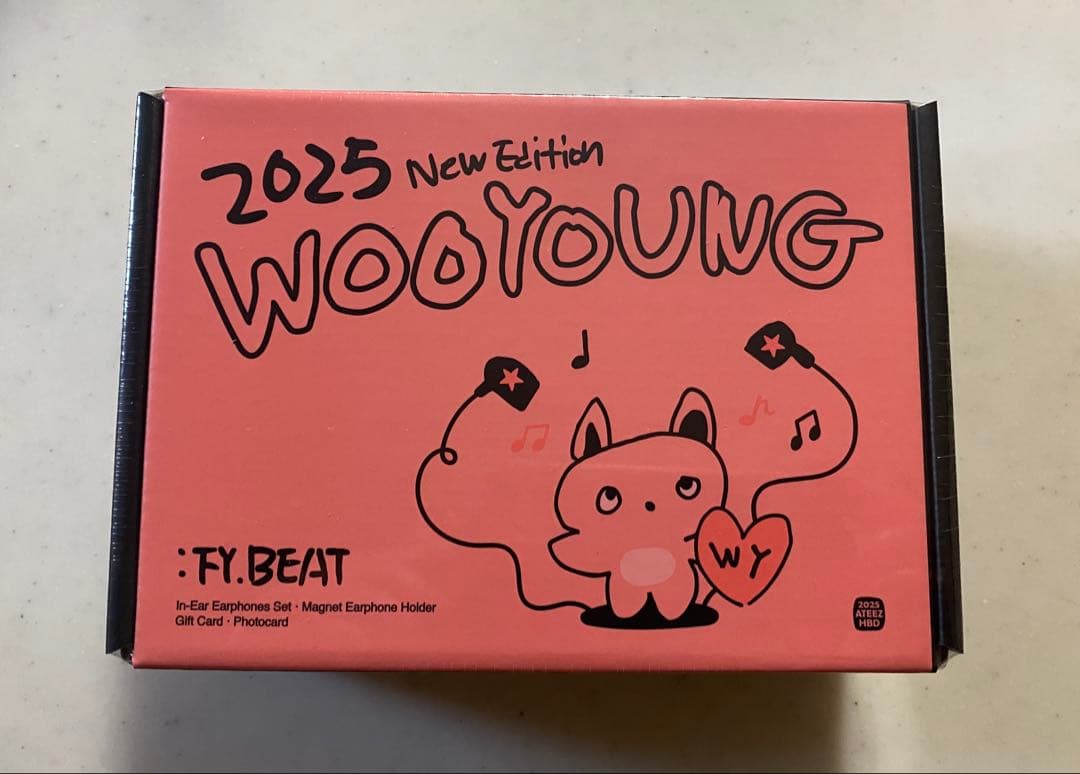 2025 New Edition
WOOYOUNG
WY
:FY.BEAT
In-Ear Earphones Set · Magnet Earphone Holder
Gift Card · Photocard
2025
ATEEZ
HBD